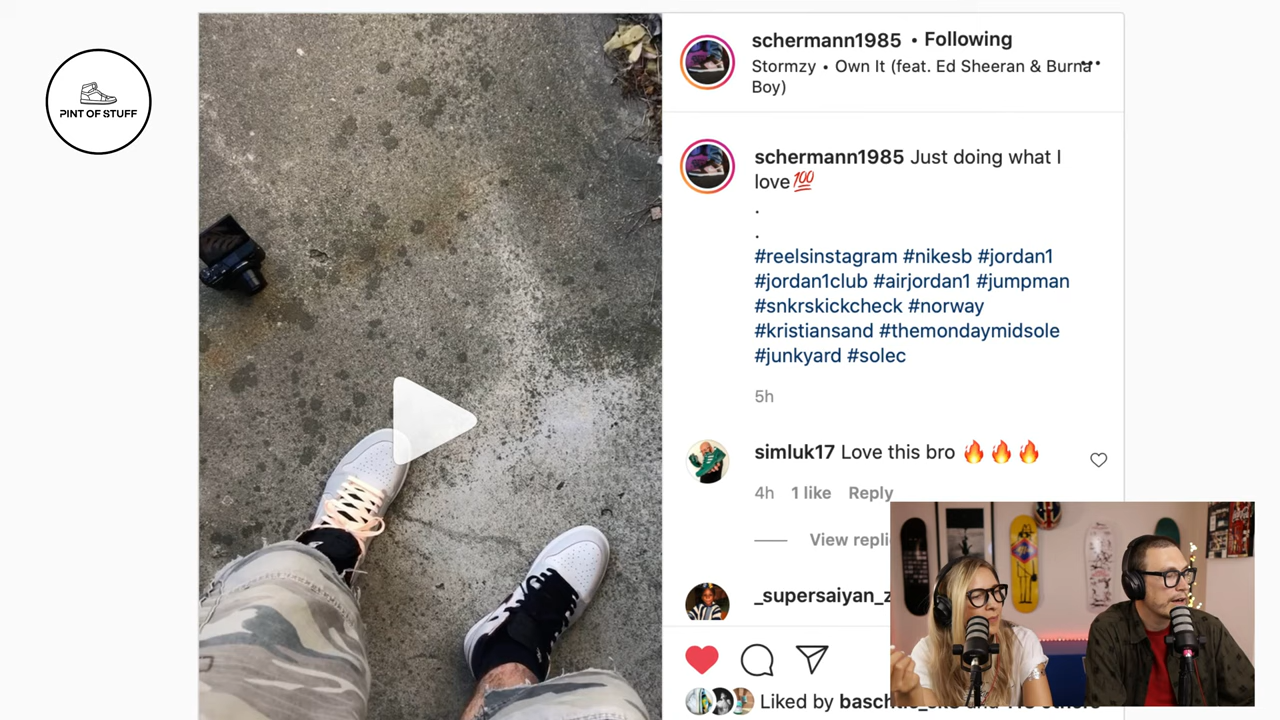 PINT OF STUFF
schermann1985 • Following
Stormzy • Own It (feat. Ed Sheeran & Burna
Boy)
schermann1985 Just doing what I
love💯
.
.
#reelsinstagram #nikesb #jordan1
#jordan1club #airjordan1 #jumpman
#snkrskickcheck #norway
#kristiansand #themondaymidsole
#junkyard #solec
5h
simluk17 Love this bro 🔥🔥🔥
4h 1 like Reply
View repli
_supersaiyan_z
Liked by